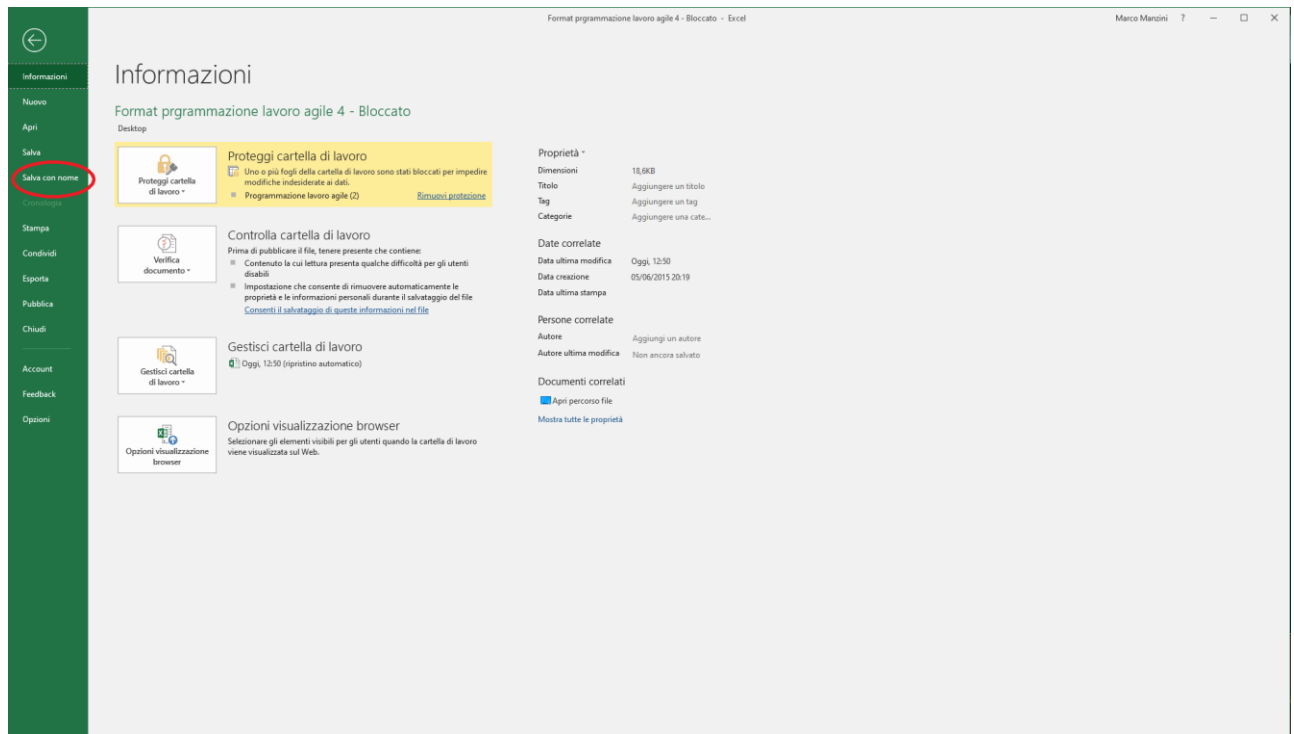 Format prgrammazione lavoro agile 4 - Bloccato - Excel
Marco Manzini ?
Informazioni
Nuovo
Apri
Salva
Salva con nome
Cronologia
Stampa
Condividi
Esporta
Pubblica
Chiudi
Account
Feedback
Opzioni
Informazioni
Format prgrammazione lavoro agile 4 - Bloccato
Desktop
Proteggi cartella
di lavoro
Proteggi cartella di lavoro
Uno o più fogli della cartella di lavoro sono stati bloccati per impedire
modifiche indesiderate ai dati.
Programmazione lavoro agile (2) Rimuovi protezione
Verifica
documento
Controlla cartella di lavoro
Prima di pubblicare il file, tenere presente che contiene:
Contenuto la cui lettura presenta qualche difficoltà per gli utenti
disabili
Impostazione che consente di rimuovere automaticamente le
proprietà e le informazioni personali durante il salvataggio del file
Consenti il salvataggio di queste informazioni nel file
Gestisci cartella
di lavoro
Gestisci cartella di lavoro
Oggi, 12:50 (ripristino automatico)
Opzioni visualizzazione
browser
Opzioni visualizzazione browser
Selezionare gli elementi visibili per gli utenti quando la cartella di lavoro
viene visualizzata sul Web.
Proprietà
Dimensioni 18,6KB
Titolo Aggiungere un titolo
Tag Aggiungere un tag
Categorie Aggiungere una cate...
Date correlate
Data ultima modifica Oggi, 12:50
Data creazione 05/06/2015 20:19
Data ultima stampa
Persone correlate
Autore Aggiungi un autore
Autore ultima modifica Non ancora salvato
Documenti correlati
Apri percorso file
Mostra tutte le proprietà